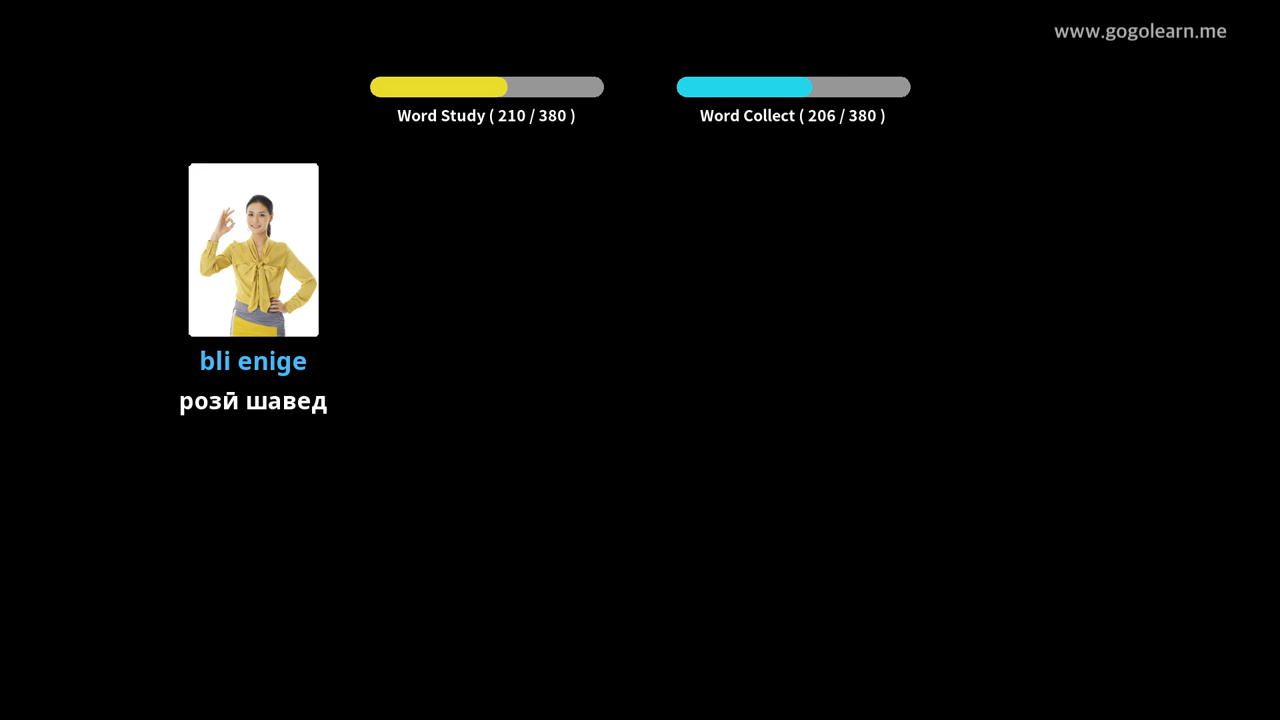 www.gogolearn.me
Word Study ( 210 / 380 )
Word Collect ( 206 / 380 )
bli enige
розӣ шавед